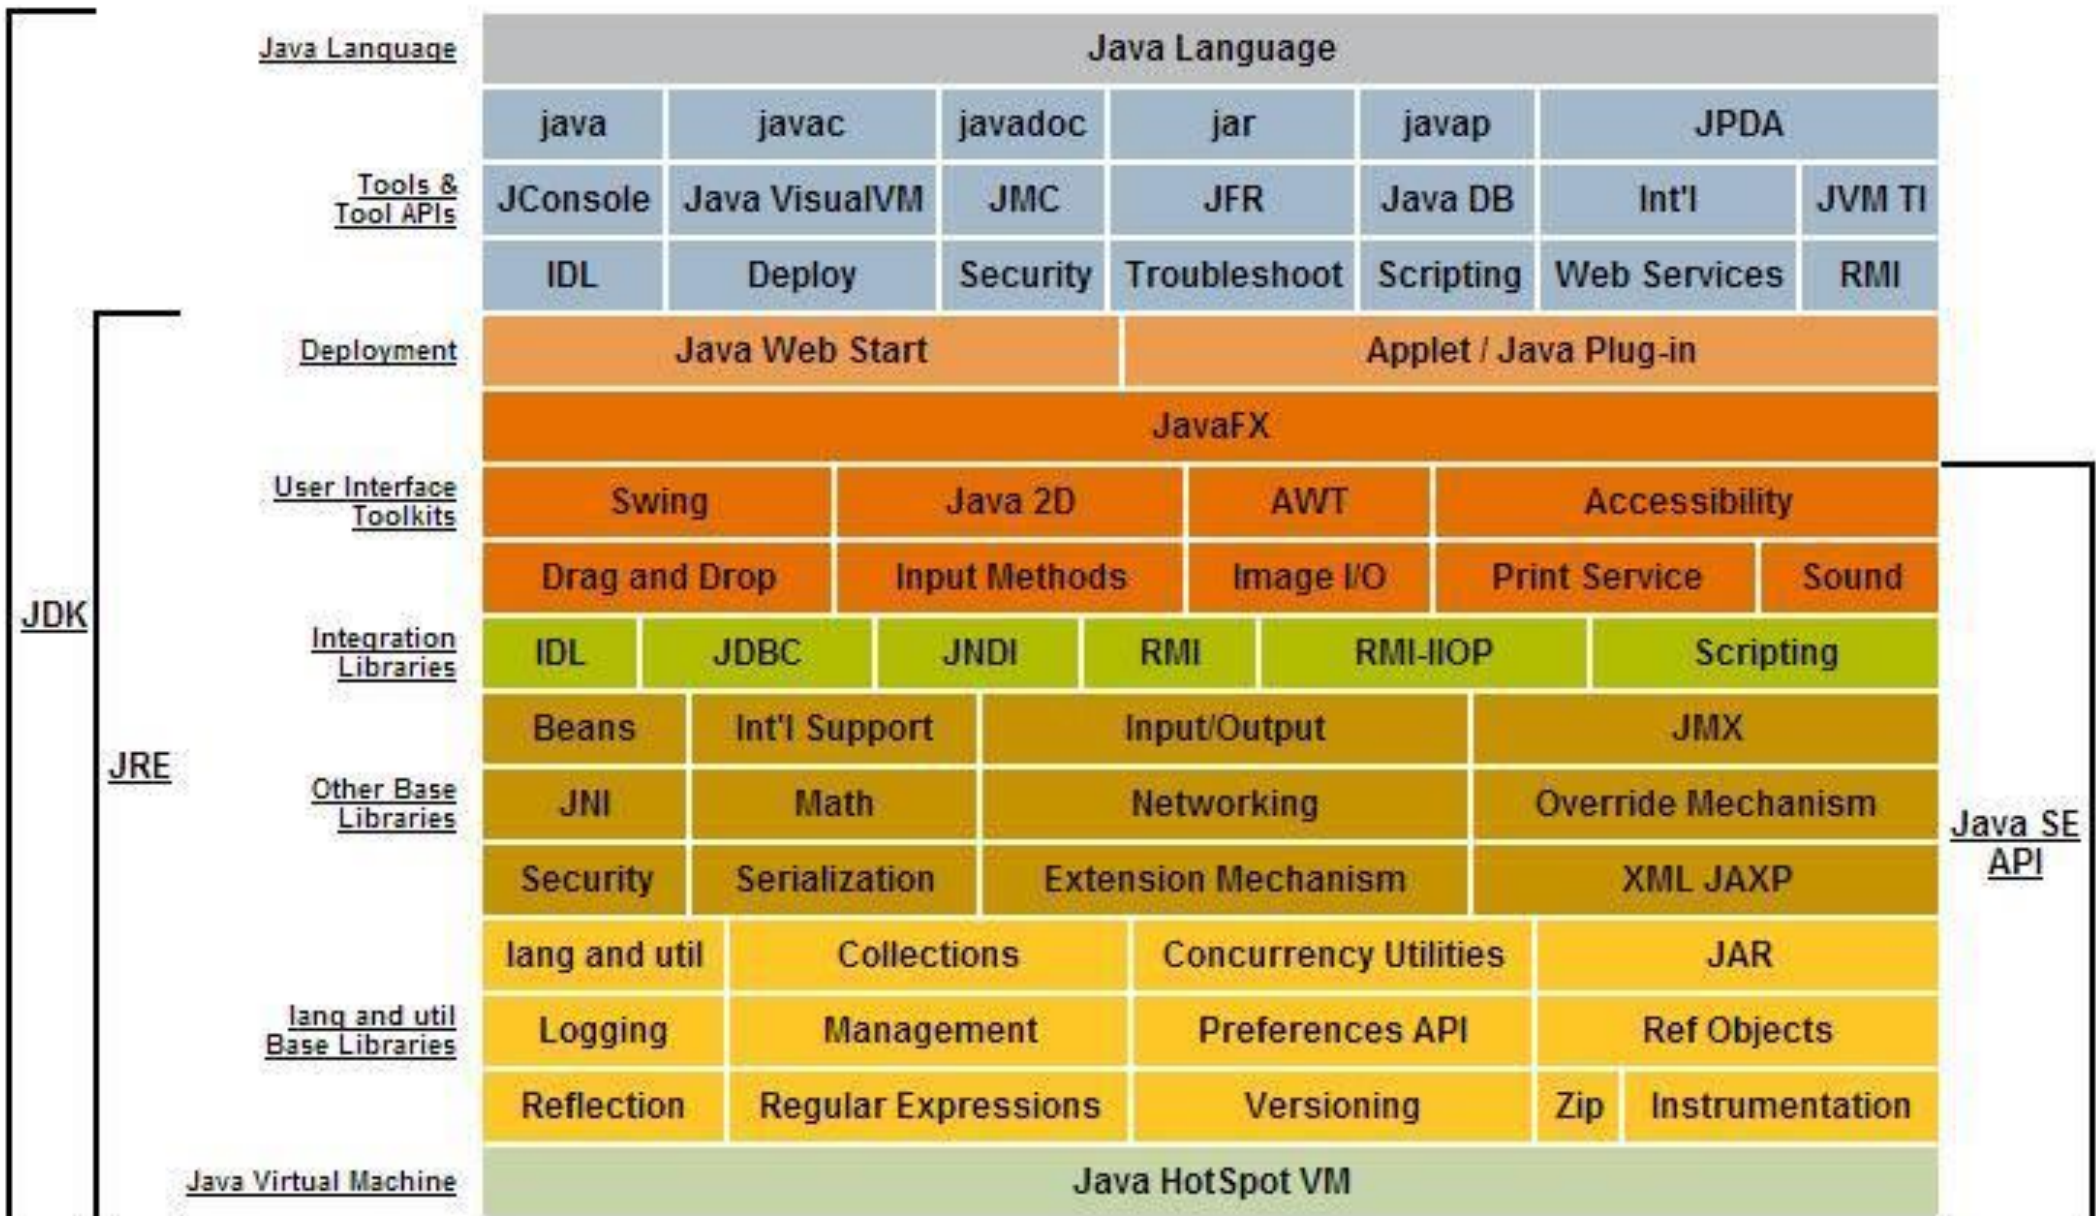 Java Language
Java Language
java javac javadoc jar javap JPDA
Tools &
Tool APIs
JConsole Java VisualVM JMC JFR Java DB Int'l JVM TI
IDL Deploy Security Troubleshoot Scripting Web Services RMI
Deployment
Java Web Start Applet / Java Plug-in
JavaFX
User Interface
Toolkits
Swing Java 2D AWT Accessibility
Drag and Drop Input Methods Image I/O Print Service Sound
JDK
Integration
Libraries
IDL JDBC JNDI RMI RMI-IIOP Scripting
Beans Int'l Support Input/Output JMX
JRE
Other Base
Libraries
JNI Math Networking Override Mechanism
Java SE
API
Security Serialization Extension Mechanism XML JAXP
lang and util Collections Concurrency Utilities JAR
lang and util
Base Libraries
Logging Management Preferences API Ref Objects
Reflection Regular Expressions Versioning Zip Instrumentation
Java Virtual Machine
Java HotSpot VM